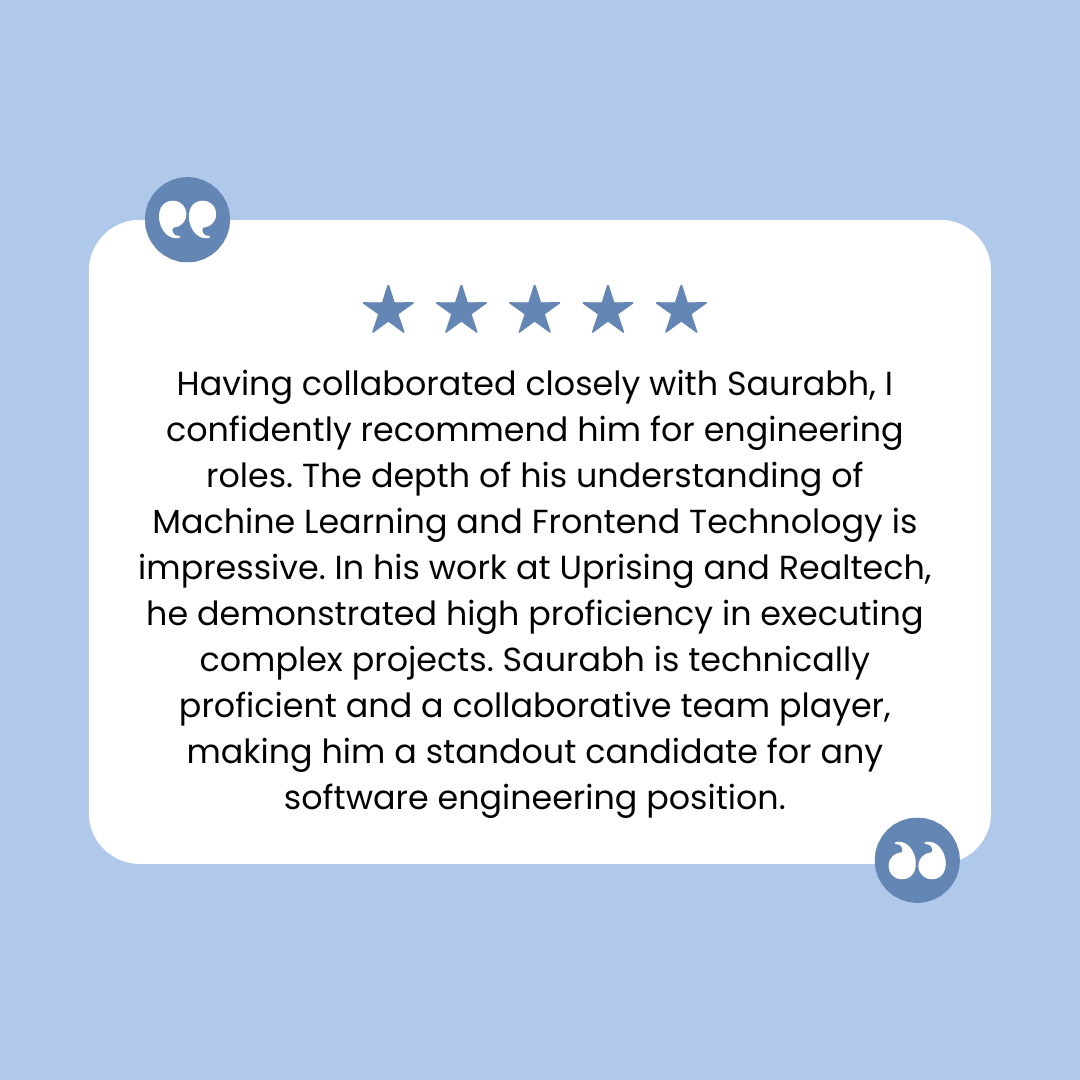 Having collaborated closely with Saurabh, I
confidently recommend him for engineering
roles. The depth of his understanding of
Machine Learning and Frontend Technology is
impressive. In his work at Uprising and Realtech,
he demonstrated high proficiency in executing
complex projects. Saurabh is technically
proficient and a collaborative team player,
making him a standout candidate for any
software engineering position.